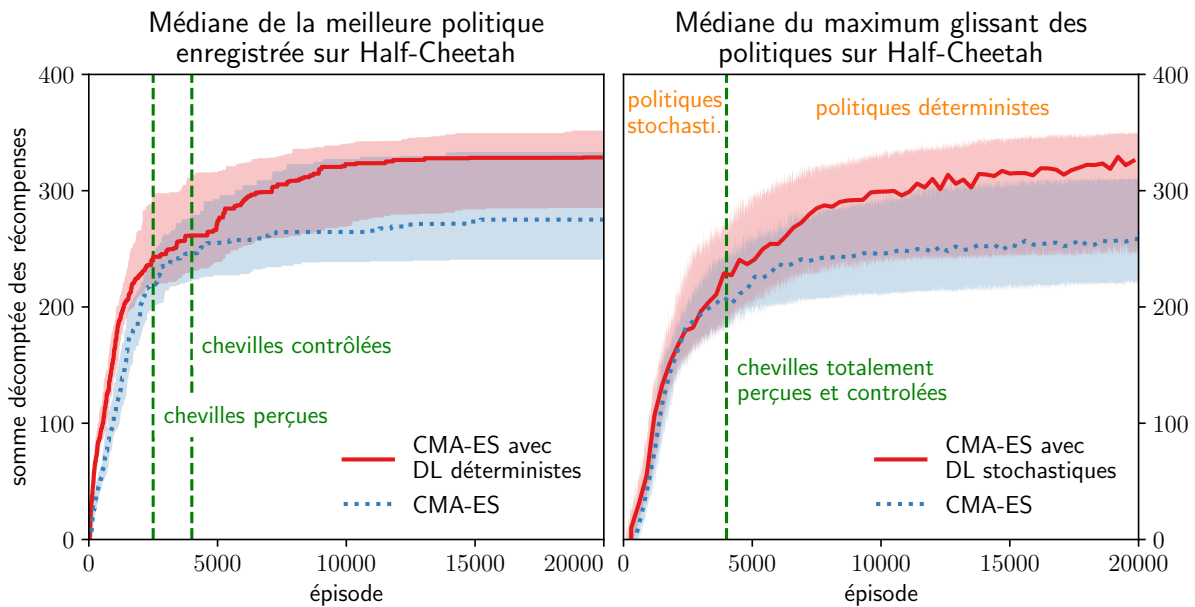 Médiane de la meilleure politique
enregistrée sur Half-Cheetah
somme décomptée des récompenses
400
300
200
100
0
chevilles contrôlées
chevilles perçues
CMA-ES avec
DL déterministes
CMA-ES
0
5000
10000
15000
20000
épisode
Médiane du maximum glissant des
politiques sur Half-Cheetah
politiques
stochasti.
politiques déterministes
chevilles totalement
perçues et controlées
CMA-ES avec
DL stochastiques
CMA-ES
400
300
200
100
0
0
5000
10000
15000
20000
épisode